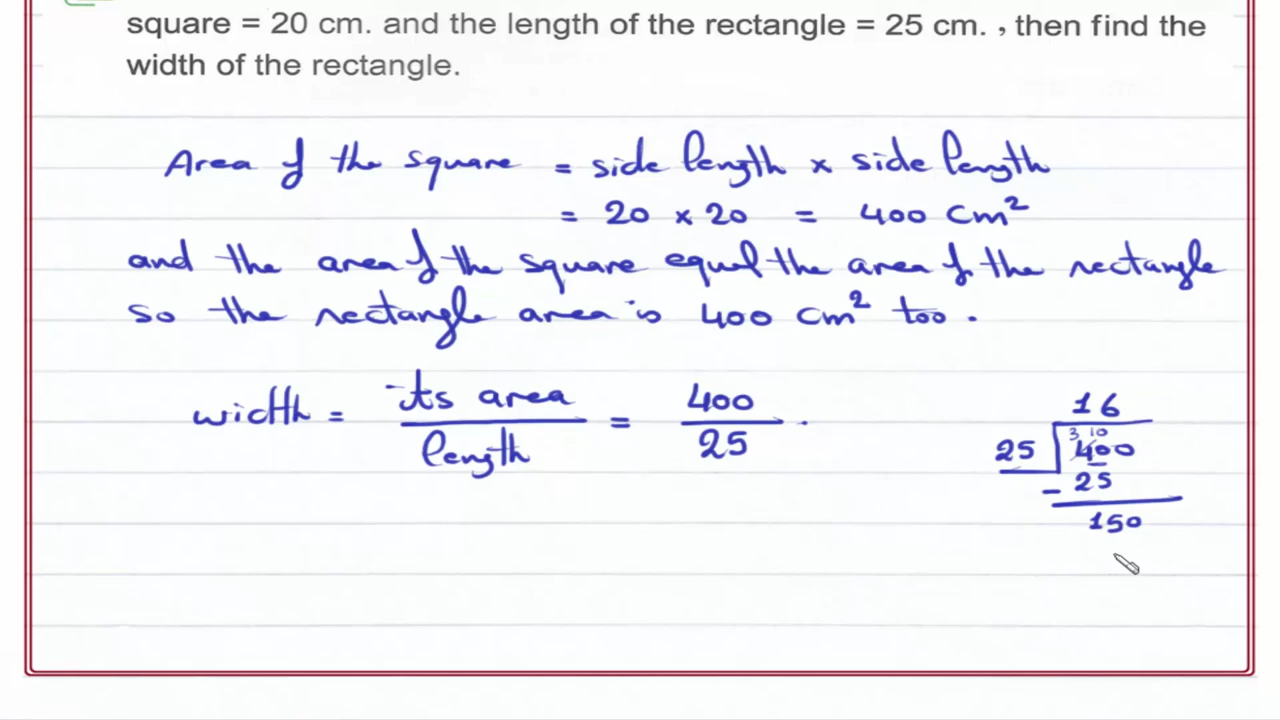 square = 20 cm. and the length of the rectangle = 25 cm. , then find the
width of the rectangle.
Area of the square = side length × side length
= 20 × 20 = 400 cm²
and the area of the square equal the area of the rectangle
so the rectangle area is 400 cm² too .
width = its area / length = 400 / 25 .
16
3 10
25 400
- 25
150